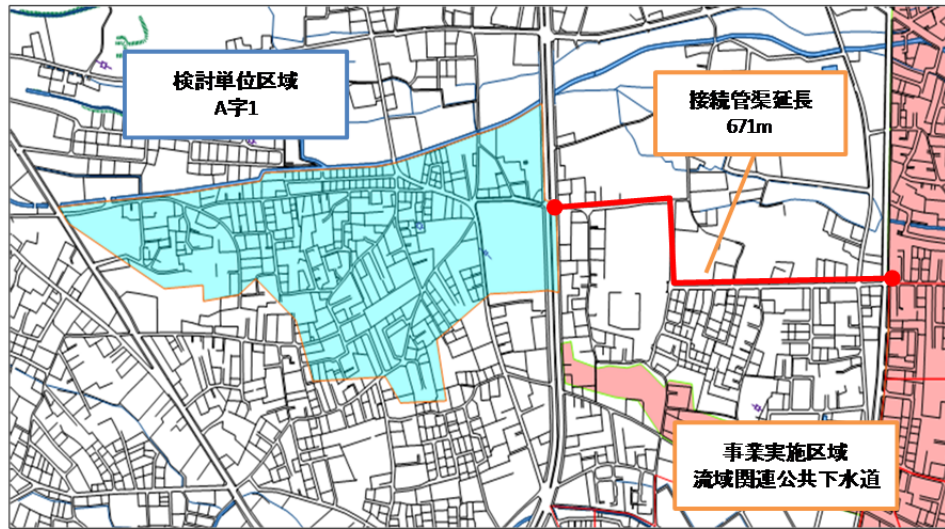 検討単位区域
A字1
接続管渠延長
671m
事業実施区域
流域関連公共下水道